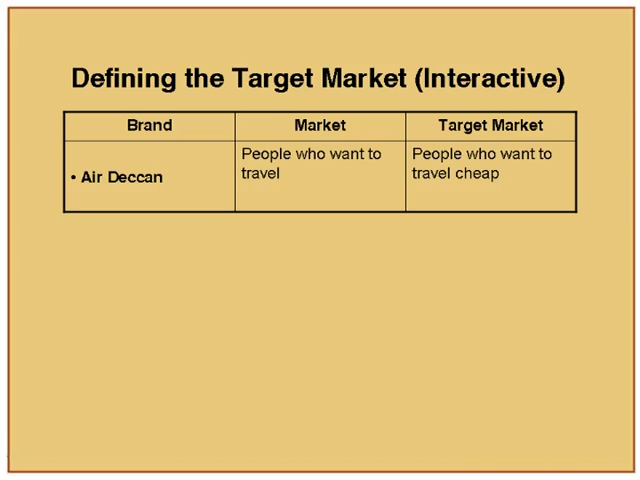 Defining the Target Market (Interactive)
Brand
Market
Target Market
• Air Deccan
People who want to
travel
People who want to
travel cheap